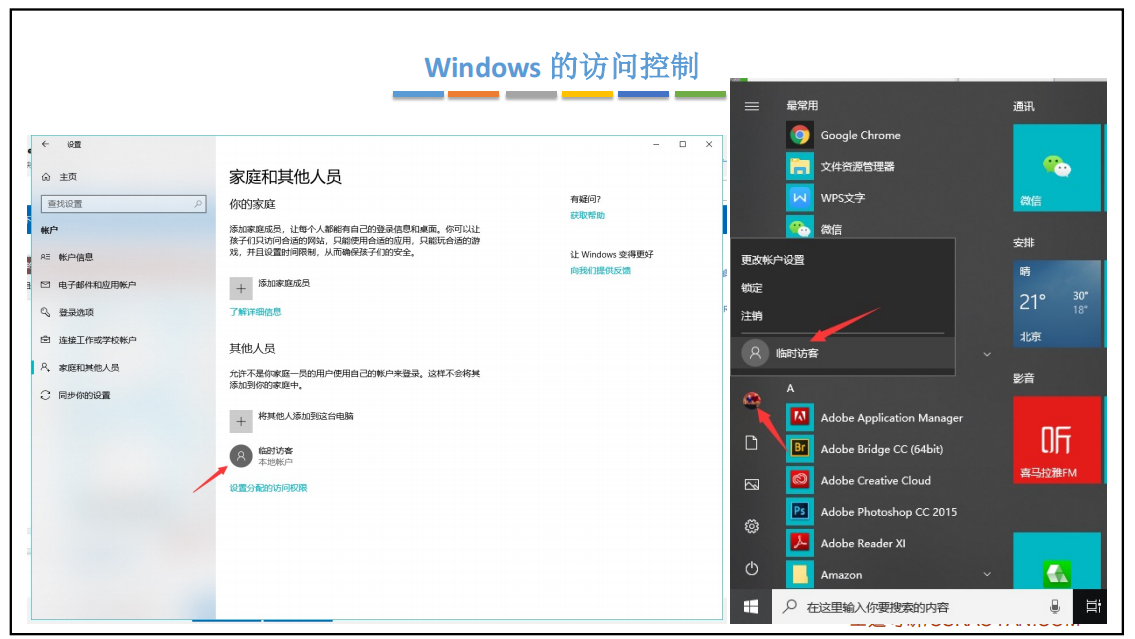 Windows 的访问控制
设置
主页
查找设置
帐户
帐户信息
电子邮件和应用帐户
登录选项
连接工作或学校帐户
家庭和其他人员
同步你的设置
家庭和其他人员
你的家庭
添加家庭成员，让每个人都能有自己的登录信息和桌面。你可以让
孩子们只访问合适的网站，只能使用合适的应用，只能玩合适的游
戏，并且设置时间限制，从而确保孩子们的安全。
添加家庭成员
了解详细信息
其他人员
允许不是你家庭一员的用户使用自己的帐户来登录。这样不会将其
添加到你的家庭中。
将其他人添加到这台电脑
临时访客
本地帐户
设置分配的访问权限
有疑问?
获取帮助
让 Windows 变得更好
向我们提供反馈
最常用
Google Chrome
文件资源管理器
WPS文字
微信
更改帐户设置
锁定
注销
临时访客
A
Adobe Application Manager
Adobe Bridge CC (64bit)
Adobe Creative Cloud
Adobe Photoshop CC 2015
Adobe Reader XI
Amazon
在这里输入你要搜索的内容
通讯
微信
安排
晴
21° 30°
18°
北京
影音
听
喜马拉雅FM